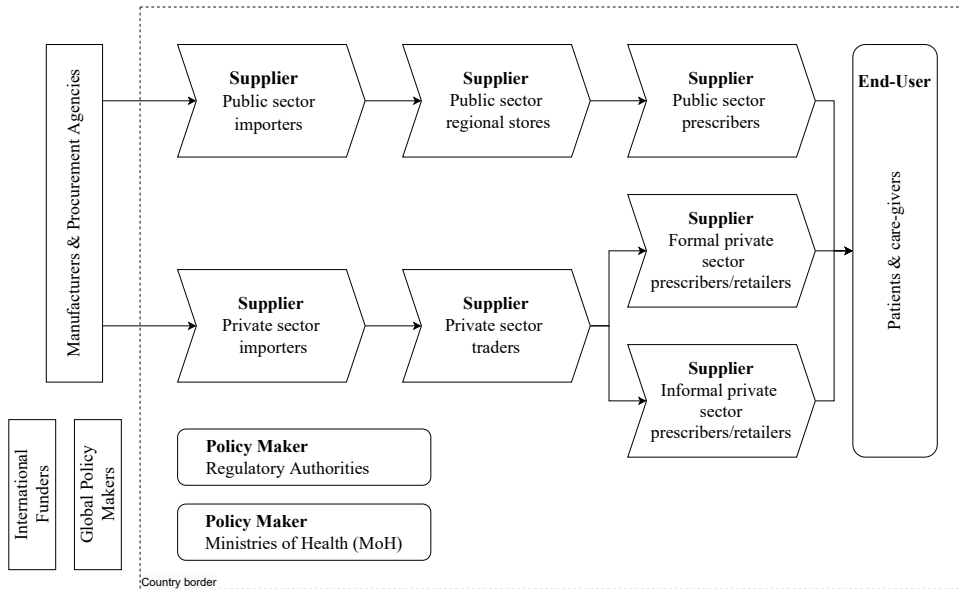 Manufacturers & Procurement Agencies
Supplier
Public sector
importers
Supplier
Public sector
regional stores
Supplier
Public sector
prescribers
End-User
Patients & care-givers
Supplier
Formal private
sector
prescribers/retailers
Supplier
Private sector
importers
Supplier
Private sector
traders
Supplier
Informal private
sector
prescribers/retailers
International
Funders
Global Policy
Makers
Policy Maker
Regulatory Authorities
Policy Maker
Ministries of Health (MoH)
Country border